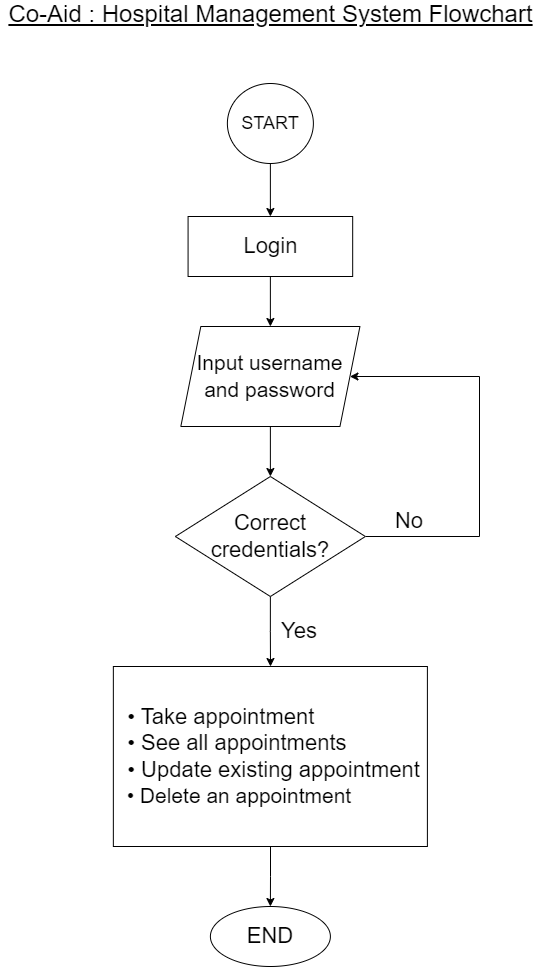 Co-Aid : Hospital Management System Flowchart
START
Login
Input username
and password
Correct
credentials?
No
Yes
• Take appointment
• See all appointments
• Update existing appointment
• Delete an appointment
END